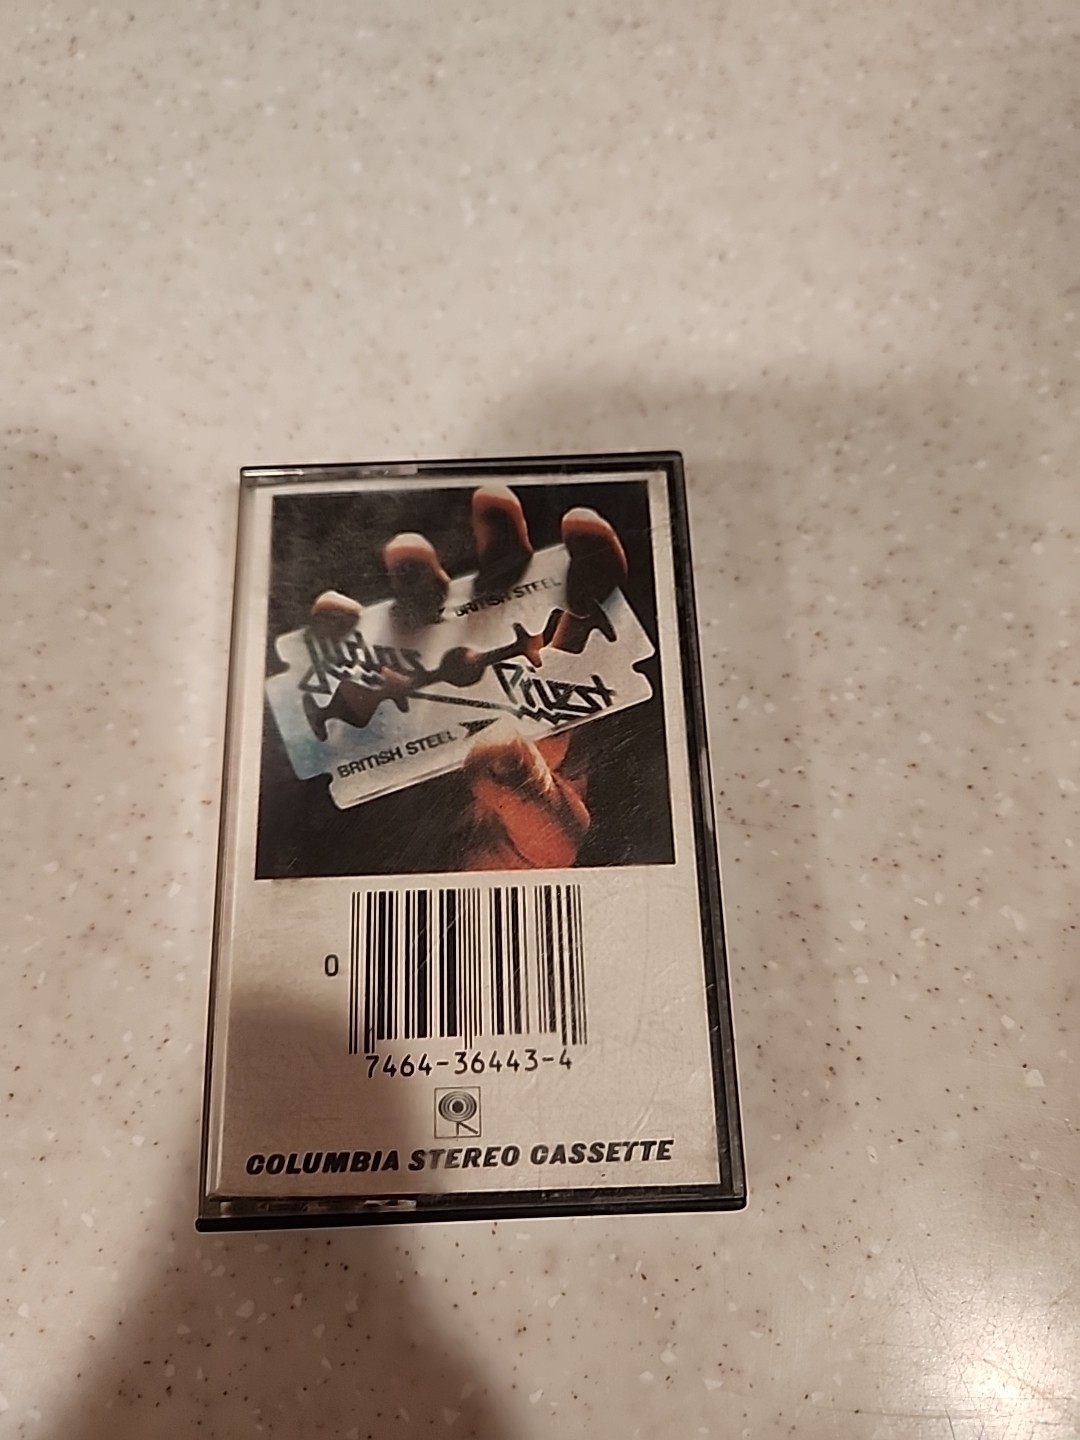 BRITISH STEEL
Judas
Priest
BRITISH STEEL
0
7464-36443-4
COLUMBIA STEREO CASSETTE